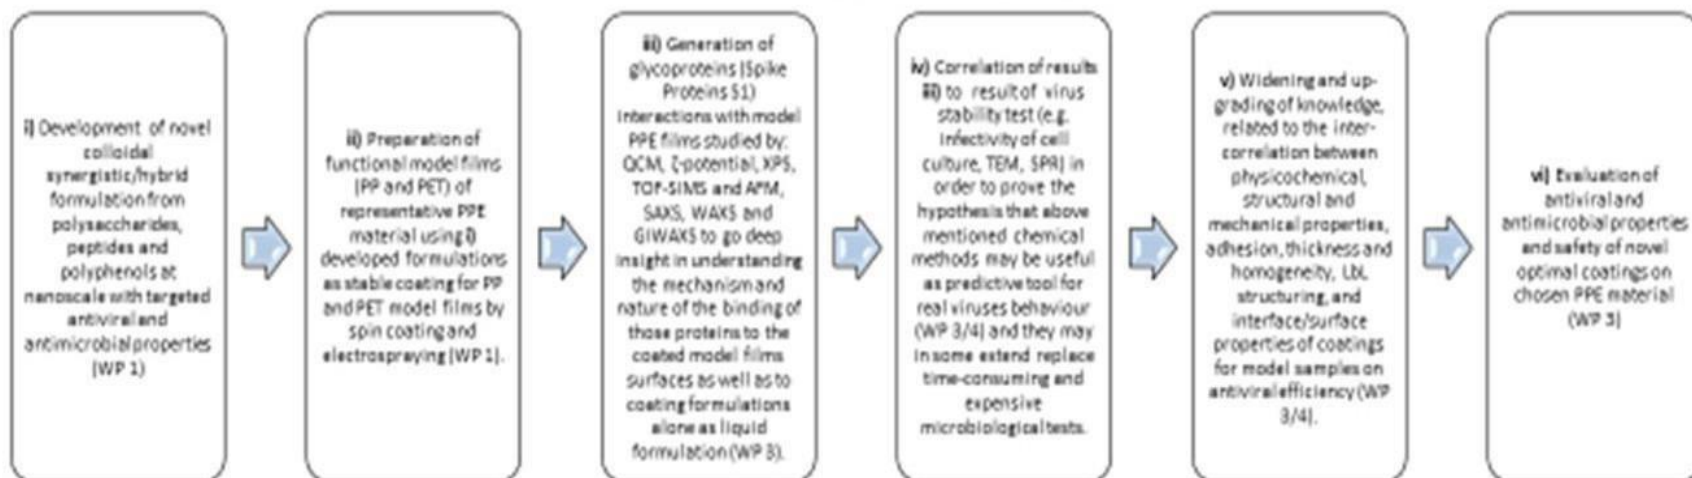 i) Development of novel
colloidal
synergistic/hybrid
formulation from
polysaccharides,
peptides and
polyphenols at
nanoscale with targeted
antiviral and
antimicrobial properties
(WP 1)
ii) Preparation of
functional model films
(PP and PET) of
representative PPE
material using i)
developed formulations
as stable coating for PP
and PET model films by
spin coating and
electrospraying (WP 1).
iii) Generation of
glycoproteins (Spike
Proteins S1)
interactions with model
PPE films studied by:
QCM, ζ-potential, XPS,
TOF-SIMS and AFM,
SAXS, WAXS and
GIWAXS to go deep
insight in understanding
the mechanism and
nature of the binding of
those proteins to the
coated model films
surfaces as well as to
coating formulations
alone as liquid
formulation (WP 3).
iv) Correlation of results
iii) to result of virus
stability test (e.g.
infectivity of cell
culture, TEM, SPR) in
order to prove the
hypothesis that above
mentioned chemical
methods may be useful
as predictive tool for
real viruses behaviour
(WP 3/4) and they may
in some extend replace
time-consuming and
expensive
microbiological tests.
v) Widening and up-
grading of knowledge,
related to the inter-
correlation between
physicochemical,
structural and
mechanical properties,
adhesion, thickness and
homogeneity, LbL
structuring, and
interface/surface
properties of coatings
for model samples on
antiviral efficiency (WP
3/4).
vi) Evaluation of
antiviral and
antimicrobial properties
and safety of novel
optimal coatings on
chosen PPE material
(WP 3)